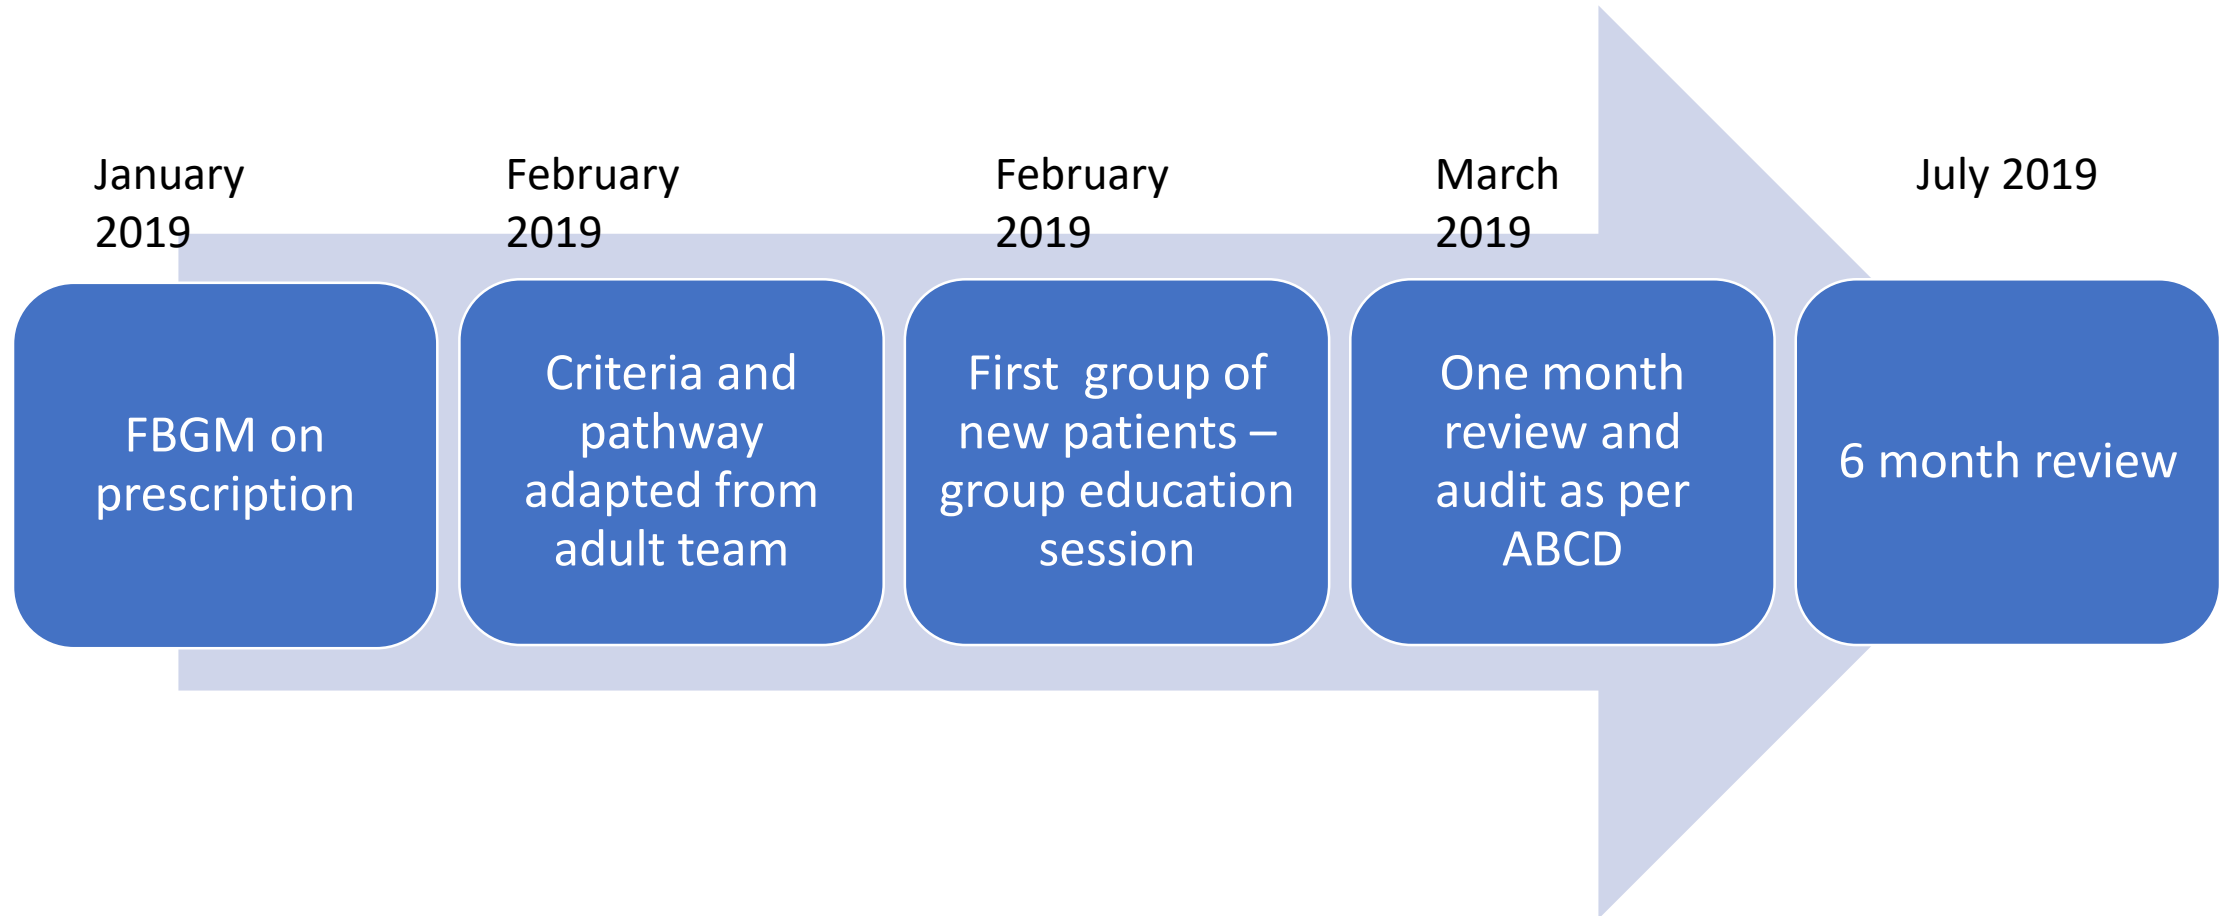 January
2019
February
2019
February
2019
March
2019
July 2019
FBGM on
prescription
Criteria and
pathway
adapted from
adult team
First  group of
new patients –
group education
session
One month
review and
audit as per
ABCD
6 month review